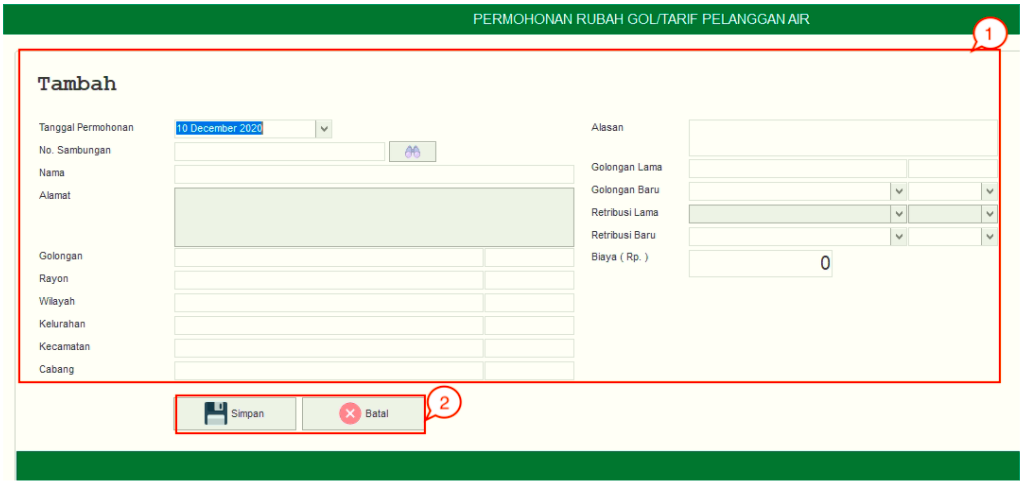 PERMOHONAN RUBAH GOL/TARIF PELANGGAN AIR
1
Tambah
Tanggal Permohonan
10 December 2020
No. Sambungan
Nama
Alamat
Golongan
Rayon
Wilayah
Kelurahan
Kecamatan
Cabang
Alasan
Golongan Lama
Golongan Baru
Retribusi Lama
Retribusi Baru
Biaya ( Rp. )
0
Simpan
Batal
2